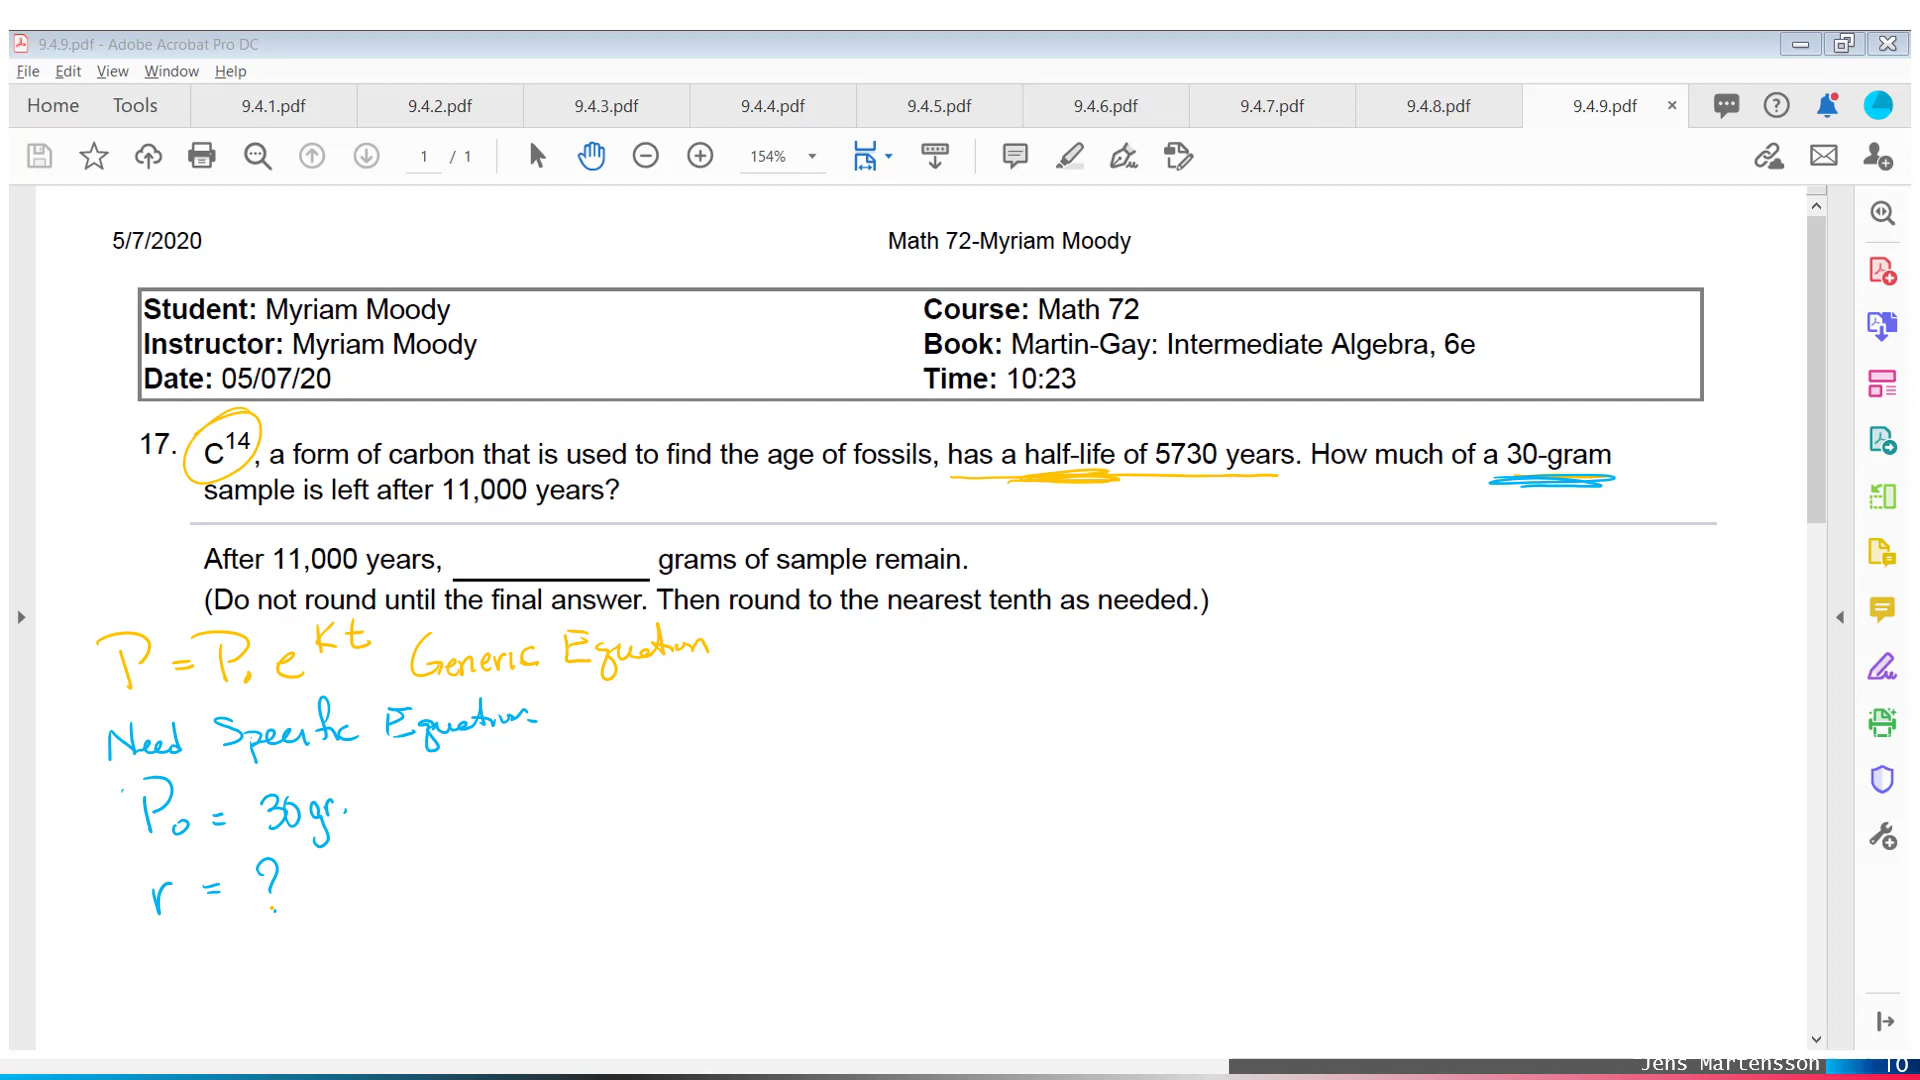 9.4.9.pdf - Adobe Acrobat Pro DC
File Edit View Window Help
Home Tools 9.4.1.pdf 9.4.2.pdf 9.4.3.pdf 9.4.4.pdf 9.4.5.pdf 9.4.6.pdf 9.4.7.pdf 9.4.8.pdf 9.4.9.pdf
1 / 1 154%
5/7/2020 Math 72-Myriam Moody
Student: Myriam Moody Course: Math 72
Instructor: Myriam Moody Book: Martin-Gay: Intermediate Algebra, 6e
Date: 05/07/20 Time: 10:23
17. C¹⁴, a form of carbon that is used to find the age of fossils, has a half-life of 5730 years. How much of a 30-gram
sample is left after 11,000 years?
After 11,000 years, ____________ grams of sample remain.
(Do not round until the final answer. Then round to the nearest tenth as needed.)
P = P₀ e^kt Generic Equation
Need Specific Equation
P₀ = 30gr.
r = ?
Jens Martensson 10